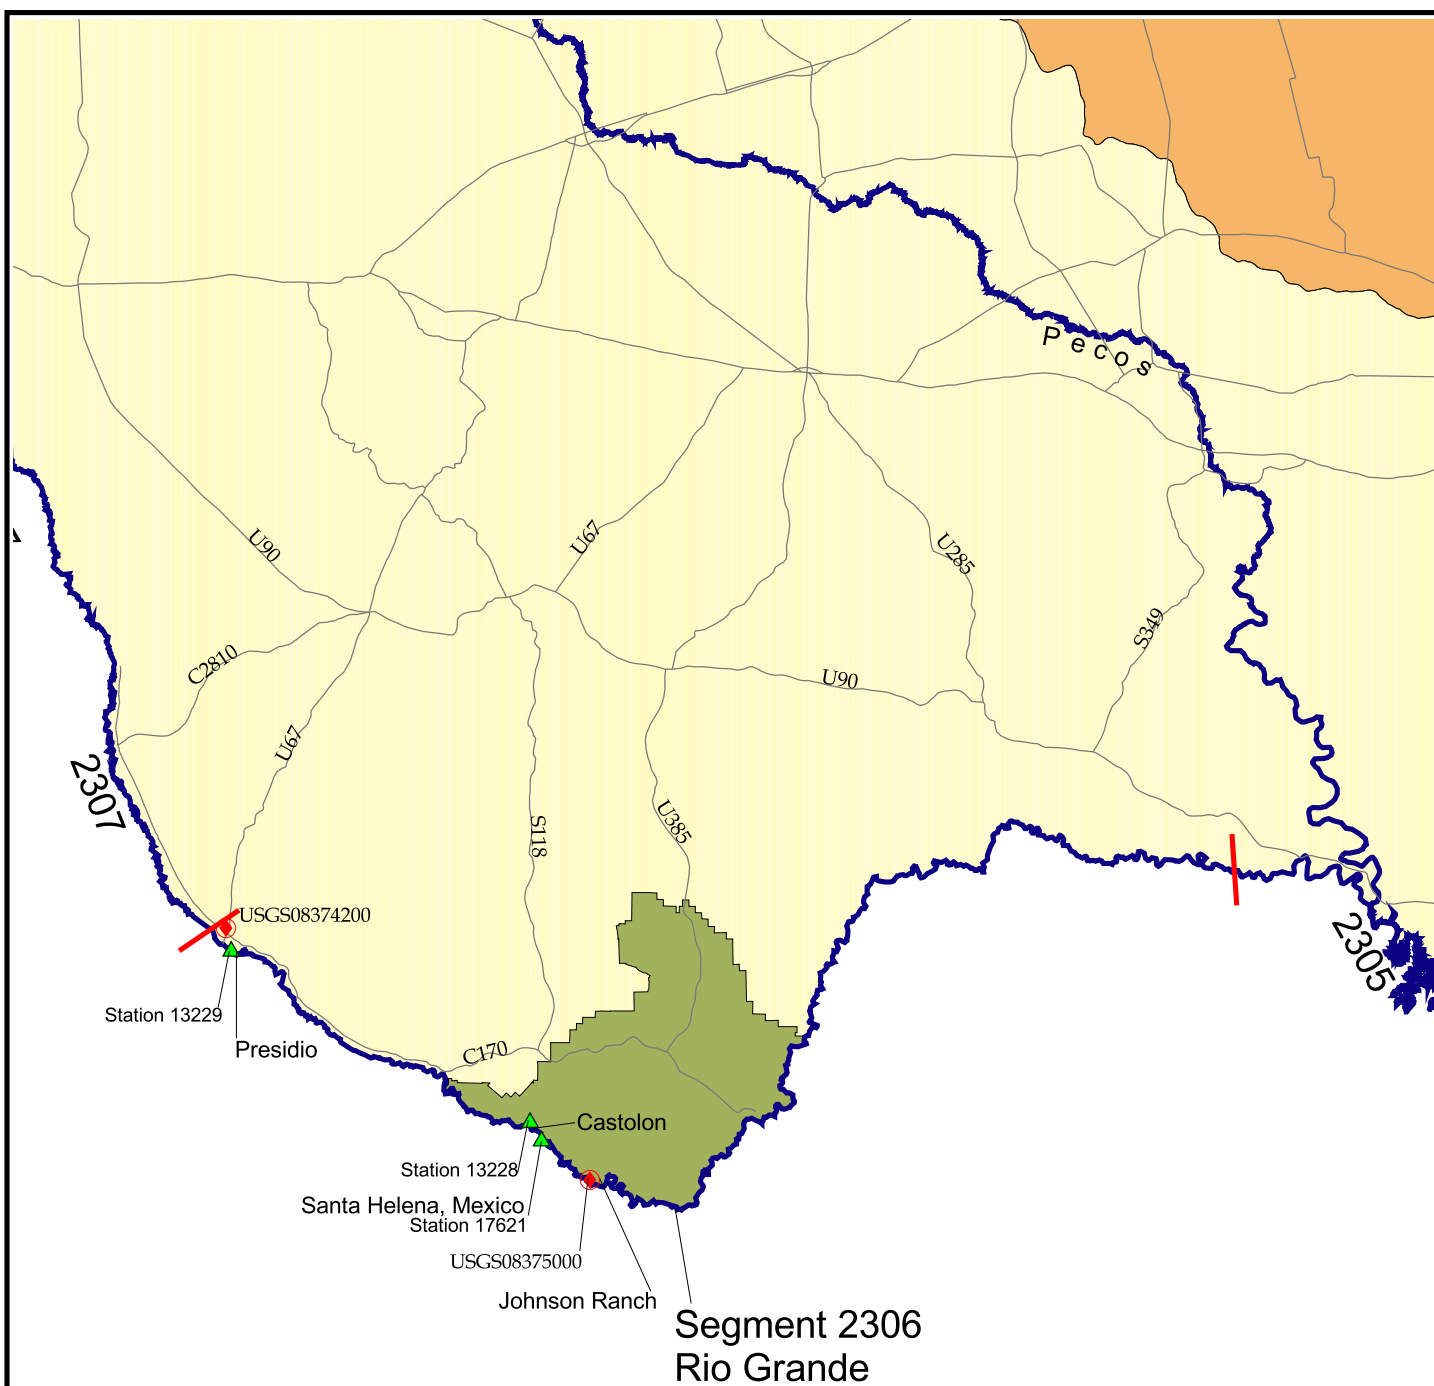 Pecos
U90
U67
U285
S349
C2810
U90
U67
2307
S118
U385
USGS08374200
2305
Station 13229
Presidio
C170
Castolon
Station 13228
Santa Helena, Mexico
Station 17621
USGS08375000
Johnson Ranch
Segment 2306
Rio Grande